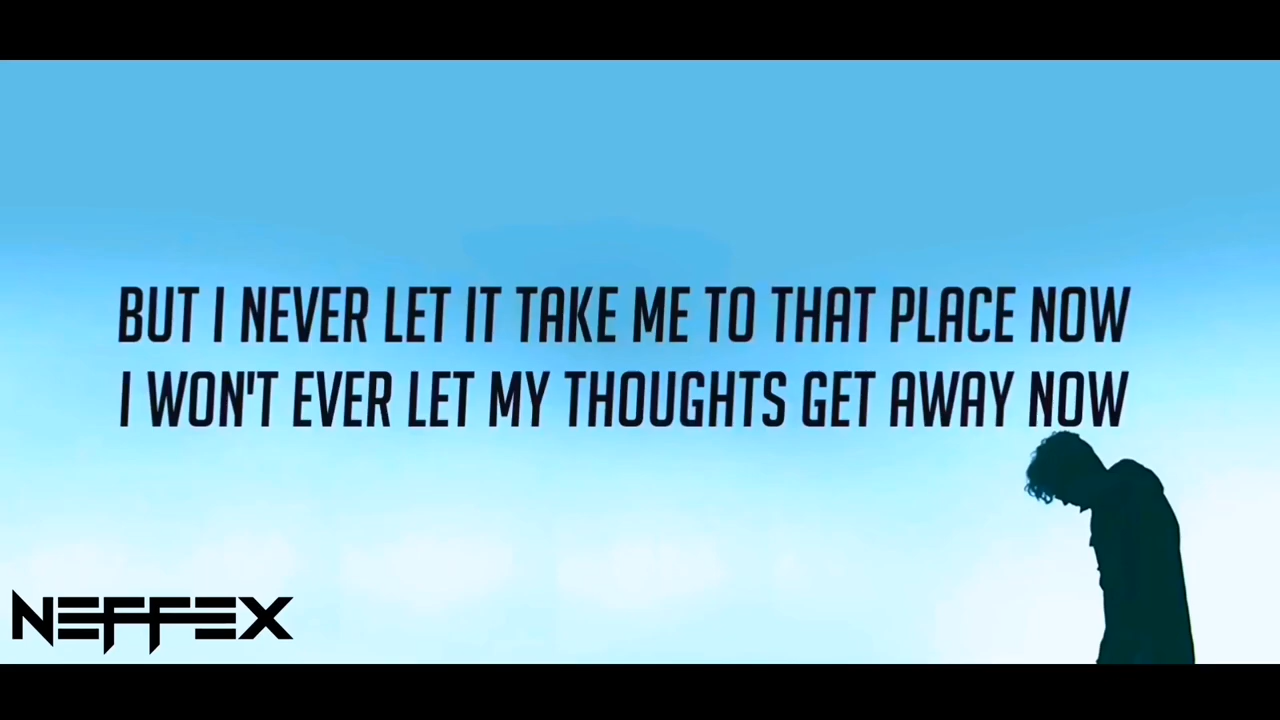 BUT I NEVER LET IT TAKE ME TO THAT PLACE NOW
I WON'T EVER LET MY THOUGHTS GET AWAY NOW
NEFFEX